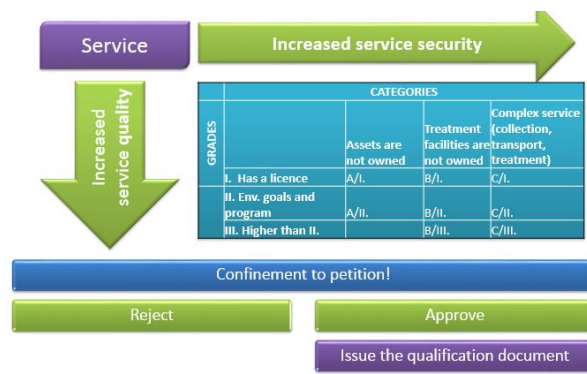 Service
Increased service security
Increased
service quality
CATEGORIES
GRADES
Assets are
not owned
Treatment
facilities are
not owned
Complex service
(collection,
transport,
treatment)
I. Has a licence A/I. B/I. C/I.
II. Env. goals and
program A/II. B/II. C/II.
III. Higher than II. B/III. C/III.
Confinement to petition!
Reject
Approve
Issue the qualification document